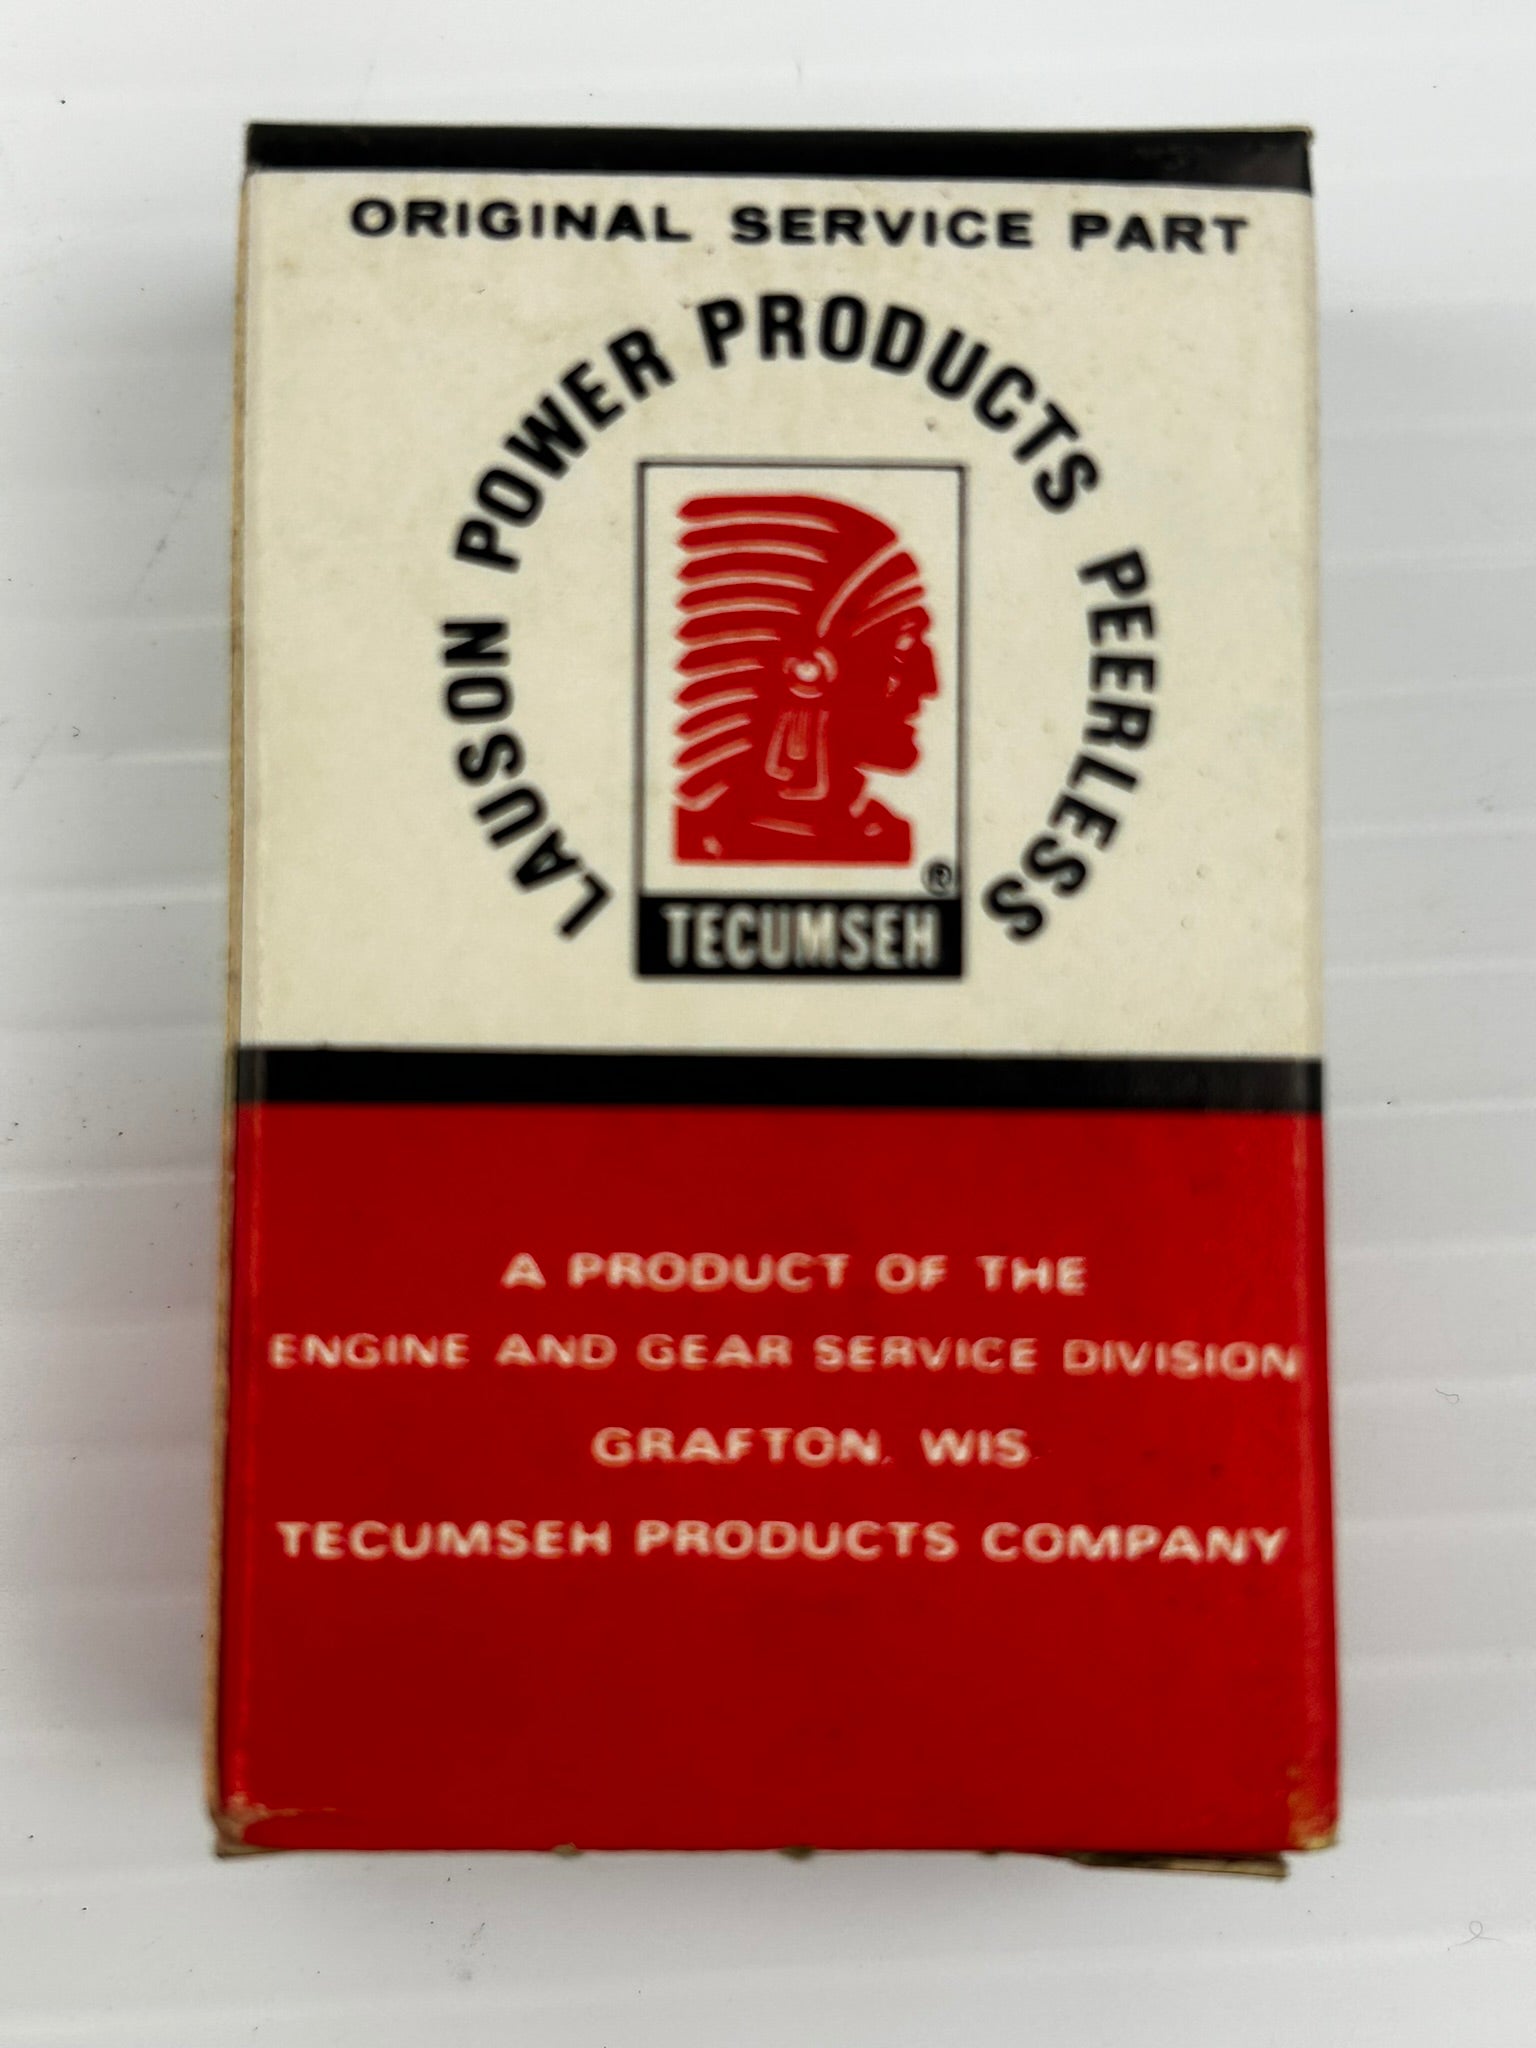 ORIGINAL SERVICE PART
LAUSON POWER PRODUCTS PEERLESS
®
TECUMSEH
A PRODUCT OF THE
ENGINE AND GEAR SERVICE DIVISION
GRAFTON, WIS
TECUMSEH PRODUCTS COMPANY